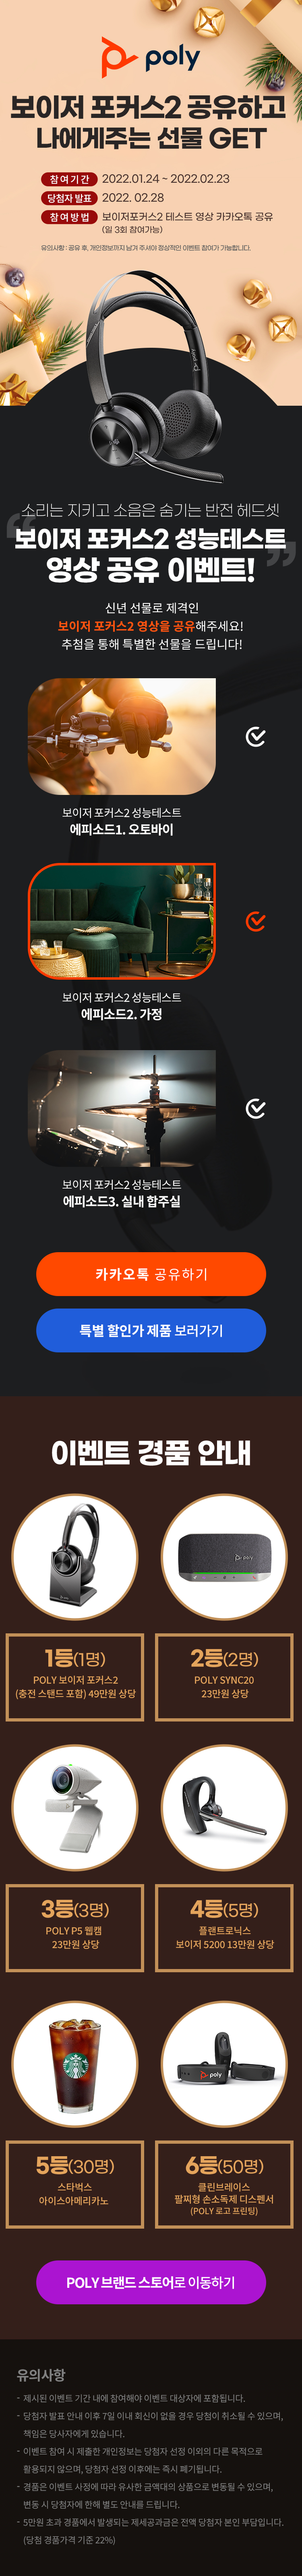 poly
보이저 포커스2 공유하고
나에게주는 선물 GET
참여기간 2022.01.24 ~ 2022.02.23
당첨자 발표 2022. 02.28
참여방법 보이저포커스2 테스트 영상 카카오톡 공유
(일 3회 참여가능)
유의사항 : 공유 후, 개인정보까지 남겨 주셔야 정상적인 이벤트 참여가 가능합니다.
소리는 지키고 소음은 숨기는 반전 헤드셋
“보이저 포커스2 성능테스트
영상 공유 이벤트!”
신년 선물로 제격인
보이저 포커스2 영상을 공유해주세요!
추첨을 통해 특별한 선물을 드립니다!
보이저 포커스2 성능테스트
에피소드1. 오토바이
보이저 포커스2 성능테스트
에피소드2. 가정
보이저 포커스2 성능테스트
에피소드3. 실내 합주실
카카오톡 공유하기
특별 할인가 제품 보러가기
이벤트 경품 안내
poly
1등(1명)
POLY 보이저 포커스2
(충전 스탠드 포함) 49만원 상당
2등(2명)
POLY SYNC20
23만원 상당
3등(3명)
POLY P5 웹캠
23만원 상당
4등(5명)
플랜트로닉스
보이저 5200 13만원 상당
poly
5등(30명)
스타벅스
아이스아메리카노
6등(50명)
클린브레이스
팔찌형 손소독제 디스펜서
(POLY 로고 프린팅)
POLY 브랜드 스토어로 이동하기
유의사항
- 제시된 이벤트 기간 내에 참여해야 이벤트 대상자에 포함됩니다.
- 당첨자 발표 안내 이후 7일 이내 회신이 없을 경우 당첨이 취소될 수 있으며,
책임은 당사자에게 있습니다.
- 이벤트 참여 시 제출한 개인정보는 당첨자 선정 이외의 다른 목적으로
활용되지 않으며, 당첨자 선정 이후에는 즉시 폐기됩니다.
- 경품은 이벤트 사정에 따라 유사한 금액대의 상품으로 변동될 수 있으며,
변동 시 당첨자에 한해 별도 안내를 드립니다.
- 5만원 초과 경품에서 발생되는 제세공과금은 전액 당첨자 본인 부담입니다.
(당첨 경품가격 기준 22%)